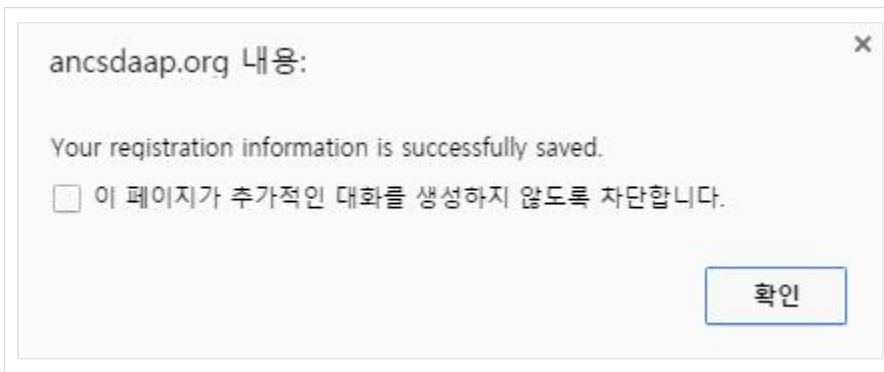 ancsdaap.org 내용:
Your registration information is successfully saved.
이 페이지가 추가적인 대화를 생성하지 않도록 차단합니다.
확인